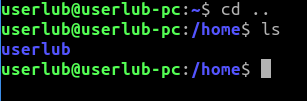 userlub@userlub-pc:~$ cd ..
userlub@userlub-pc:/home$ ls
userlub
userlub@userlub-pc:/home$